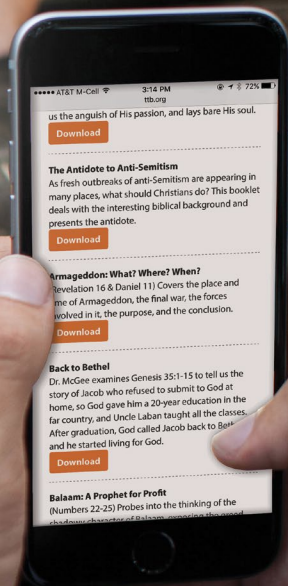 AT&T M-Cell 3:14 PM 72%
ttb.org
us the anguish of His passion, and lays bare His soul.
Download
The Antidote to Anti-Semitism
As fresh outbreaks of anti-Semitism are appearing in
many places, what should Christians do? This booklet
deals with the interesting biblical background and
presents the antidote.
Download
Armageddon: What? Where? When?
Revelation 16 & Daniel 11) Covers the place and
me of Armageddon, the final war, the forces
volved in it, the purpose, and the conclusion.
Download
Back to Bethel
Dr. McGee examines Genesis 35:1-15 to tell us the
story of Jacob who refused to submit to God at
home, so God gave him a 20-year education in the
far country, and Uncle Laban taught all the classes.
After graduation, God called Jacob back to Beth
and he started living for God.
Download
Balaam: A Prophet for Profit
(Numbers 22-25) Probes into the thinking of the
shadowy character of Balaam, exposing the greed